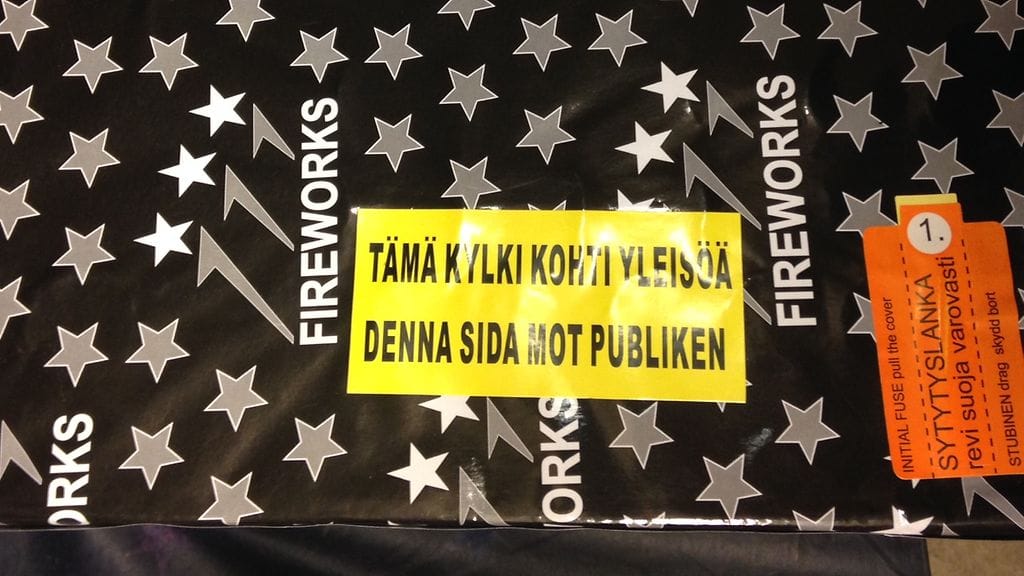 FIREWORKS
FIREWORKS
TÄMÄ KYLKI KOHTI YLEISÖÄ
DENNA SIDA MOT PUBLIKEN
1.
INITIAL FUSE pull the cover
SYTYTYSLANKA
revi suoja varovasti
STUBINEN drag skydd bort
ORKS
ORKS